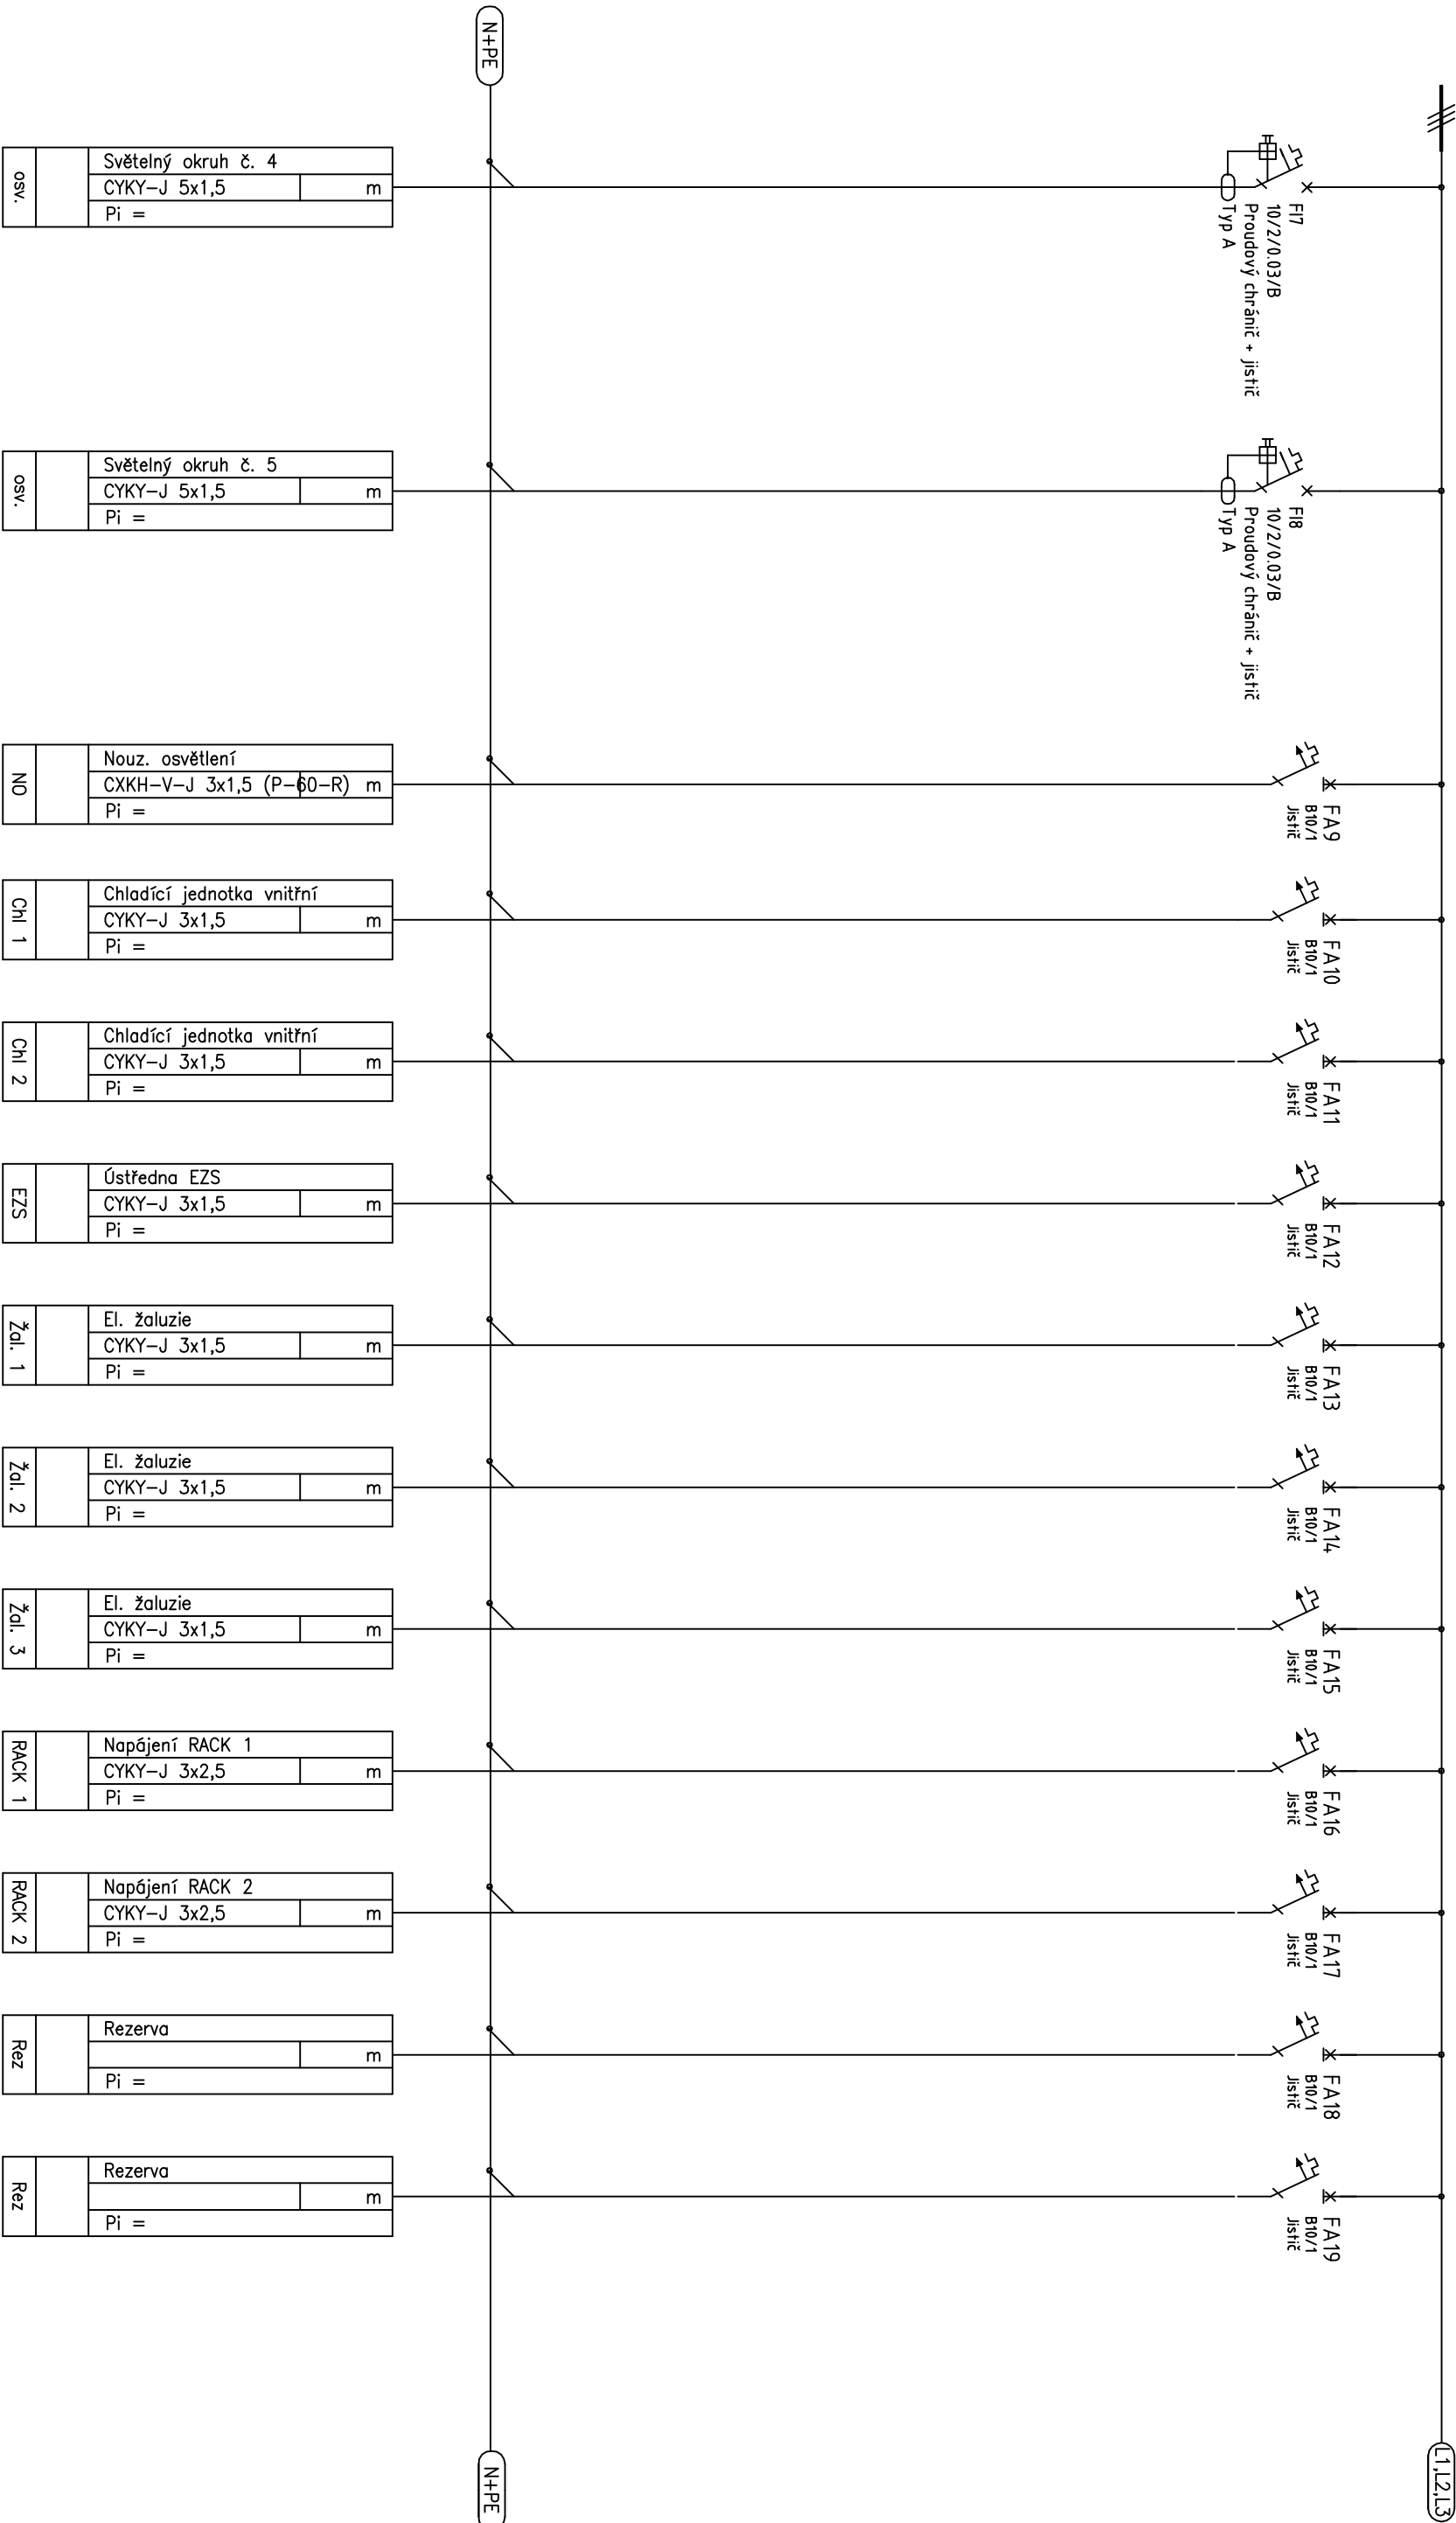 N+PE
Světelný okruh č. 4
CYKY-J 5x1,5 m
Pi =
osv.
FI7
10/2/0.03/B
Proudový chránič + jistič
Typ A
Světelný okruh č. 5
CYKY-J 5x1,5 m
Pi =
osv.
FI8
10/2/0.03/B
Proudový chránič + jistič
Typ A
Nouz. osvětlení
CXKH-V-J 3x1,5 (P-60-R) m
Pi =
NO
FA9
B10/1
Jistič
Chladící jednotka vnitřní
CYKY-J 3x1,5 m
Pi =
Chl 1
FA10
B10/1
Jistič
Chladící jednotka vnitřní
CYKY-J 3x1,5 m
Pi =
Chl 2
FA11
B10/1
Jistič
Ústředna EZS
CYKY-J 3x1,5 m
Pi =
EZS
FA12
B10/1
Jistič
El. žaluzie
CYKY-J 3x1,5 m
Pi =
Žal. 1
FA13
B10/1
Jistič
El. žaluzie
CYKY-J 3x1,5 m
Pi =
Žal. 2
FA14
B10/1
Jistič
El. žaluzie
CYKY-J 3x1,5 m
Pi =
Žal. 3
FA15
B10/1
Jistič
Napájení RACK 1
CYKY-J 3x2,5 m
Pi =
RACK 1
FA16
B10/1
Jistič
Napájení RACK 2
CYKY-J 3x2,5 m
Pi =
RACK 2
FA17
B10/1
Jistič
Rezerva
m
Pi =
Rez
FA18
B10/1
Jistič
Rezerva
m
Pi =
Rez
FA19
B10/1
Jistič
N+PE
L1,L2,L3